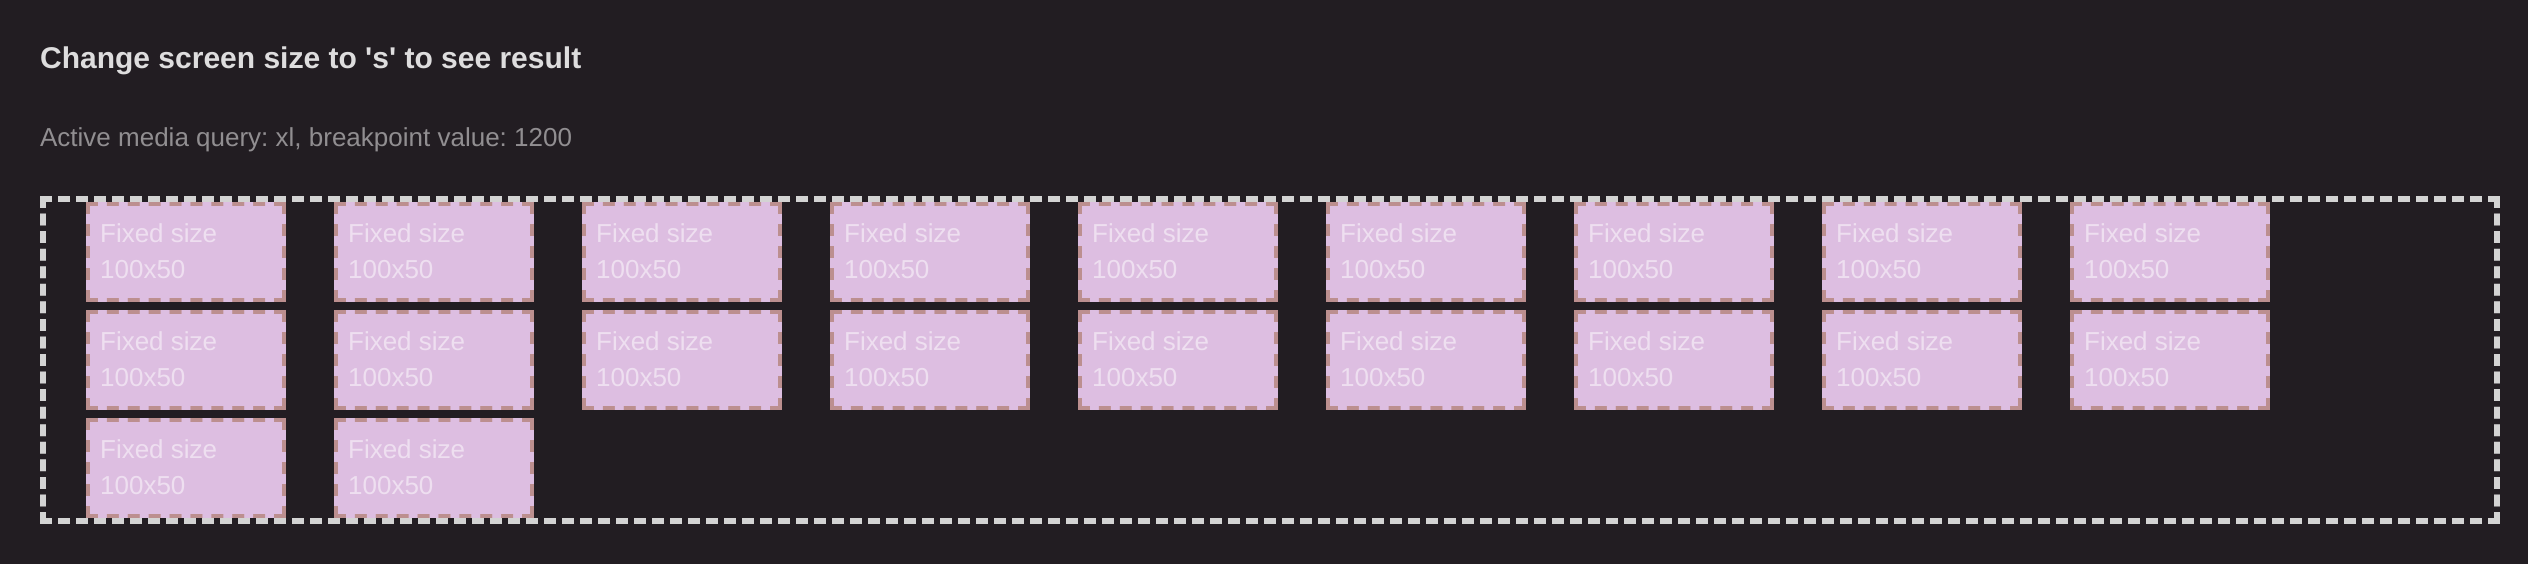 Change screen size to 's' to see result
Active media query: xl, breakpoint value: 1200
Fixed size Fixed size Fixed size Fixed size Fixed size Fixed size Fixed size Fixed size Fixed size
100x50 100x50 100x50 100x50 100x50 100x50 100x50 100x50 100x50
Fixed size Fixed size Fixed size Fixed size Fixed size Fixed size Fixed size Fixed size Fixed size
100x50 100x50 100x50 100x50 100x50 100x50 100x50 100x50 100x50
Fixed size Fixed size
100x50 100x50